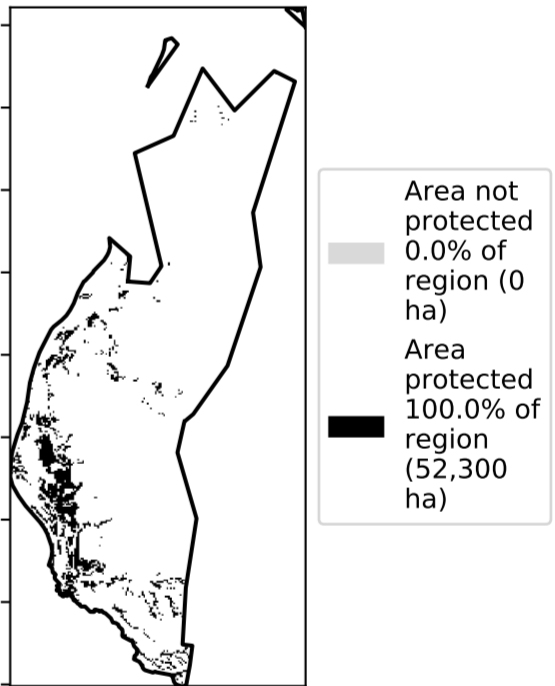 Area not
protected
0.0% of
region (0
ha)
Area
protected
100.0% of
region
(52,300
ha)